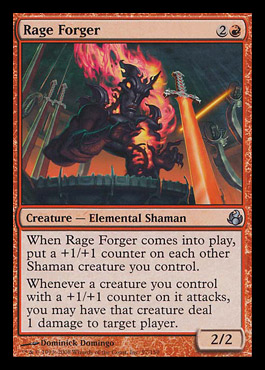 Rage Forger 2
Creature — Elemental Shaman
When Rage Forger comes into play,
put a +1/+1 counter on each other
Shaman creature you control.
Whenever a creature you control
with a +1/+1 counter on it attacks,
you may have that creature deal
1 damage to target player.
Dominick Domingo
2/2